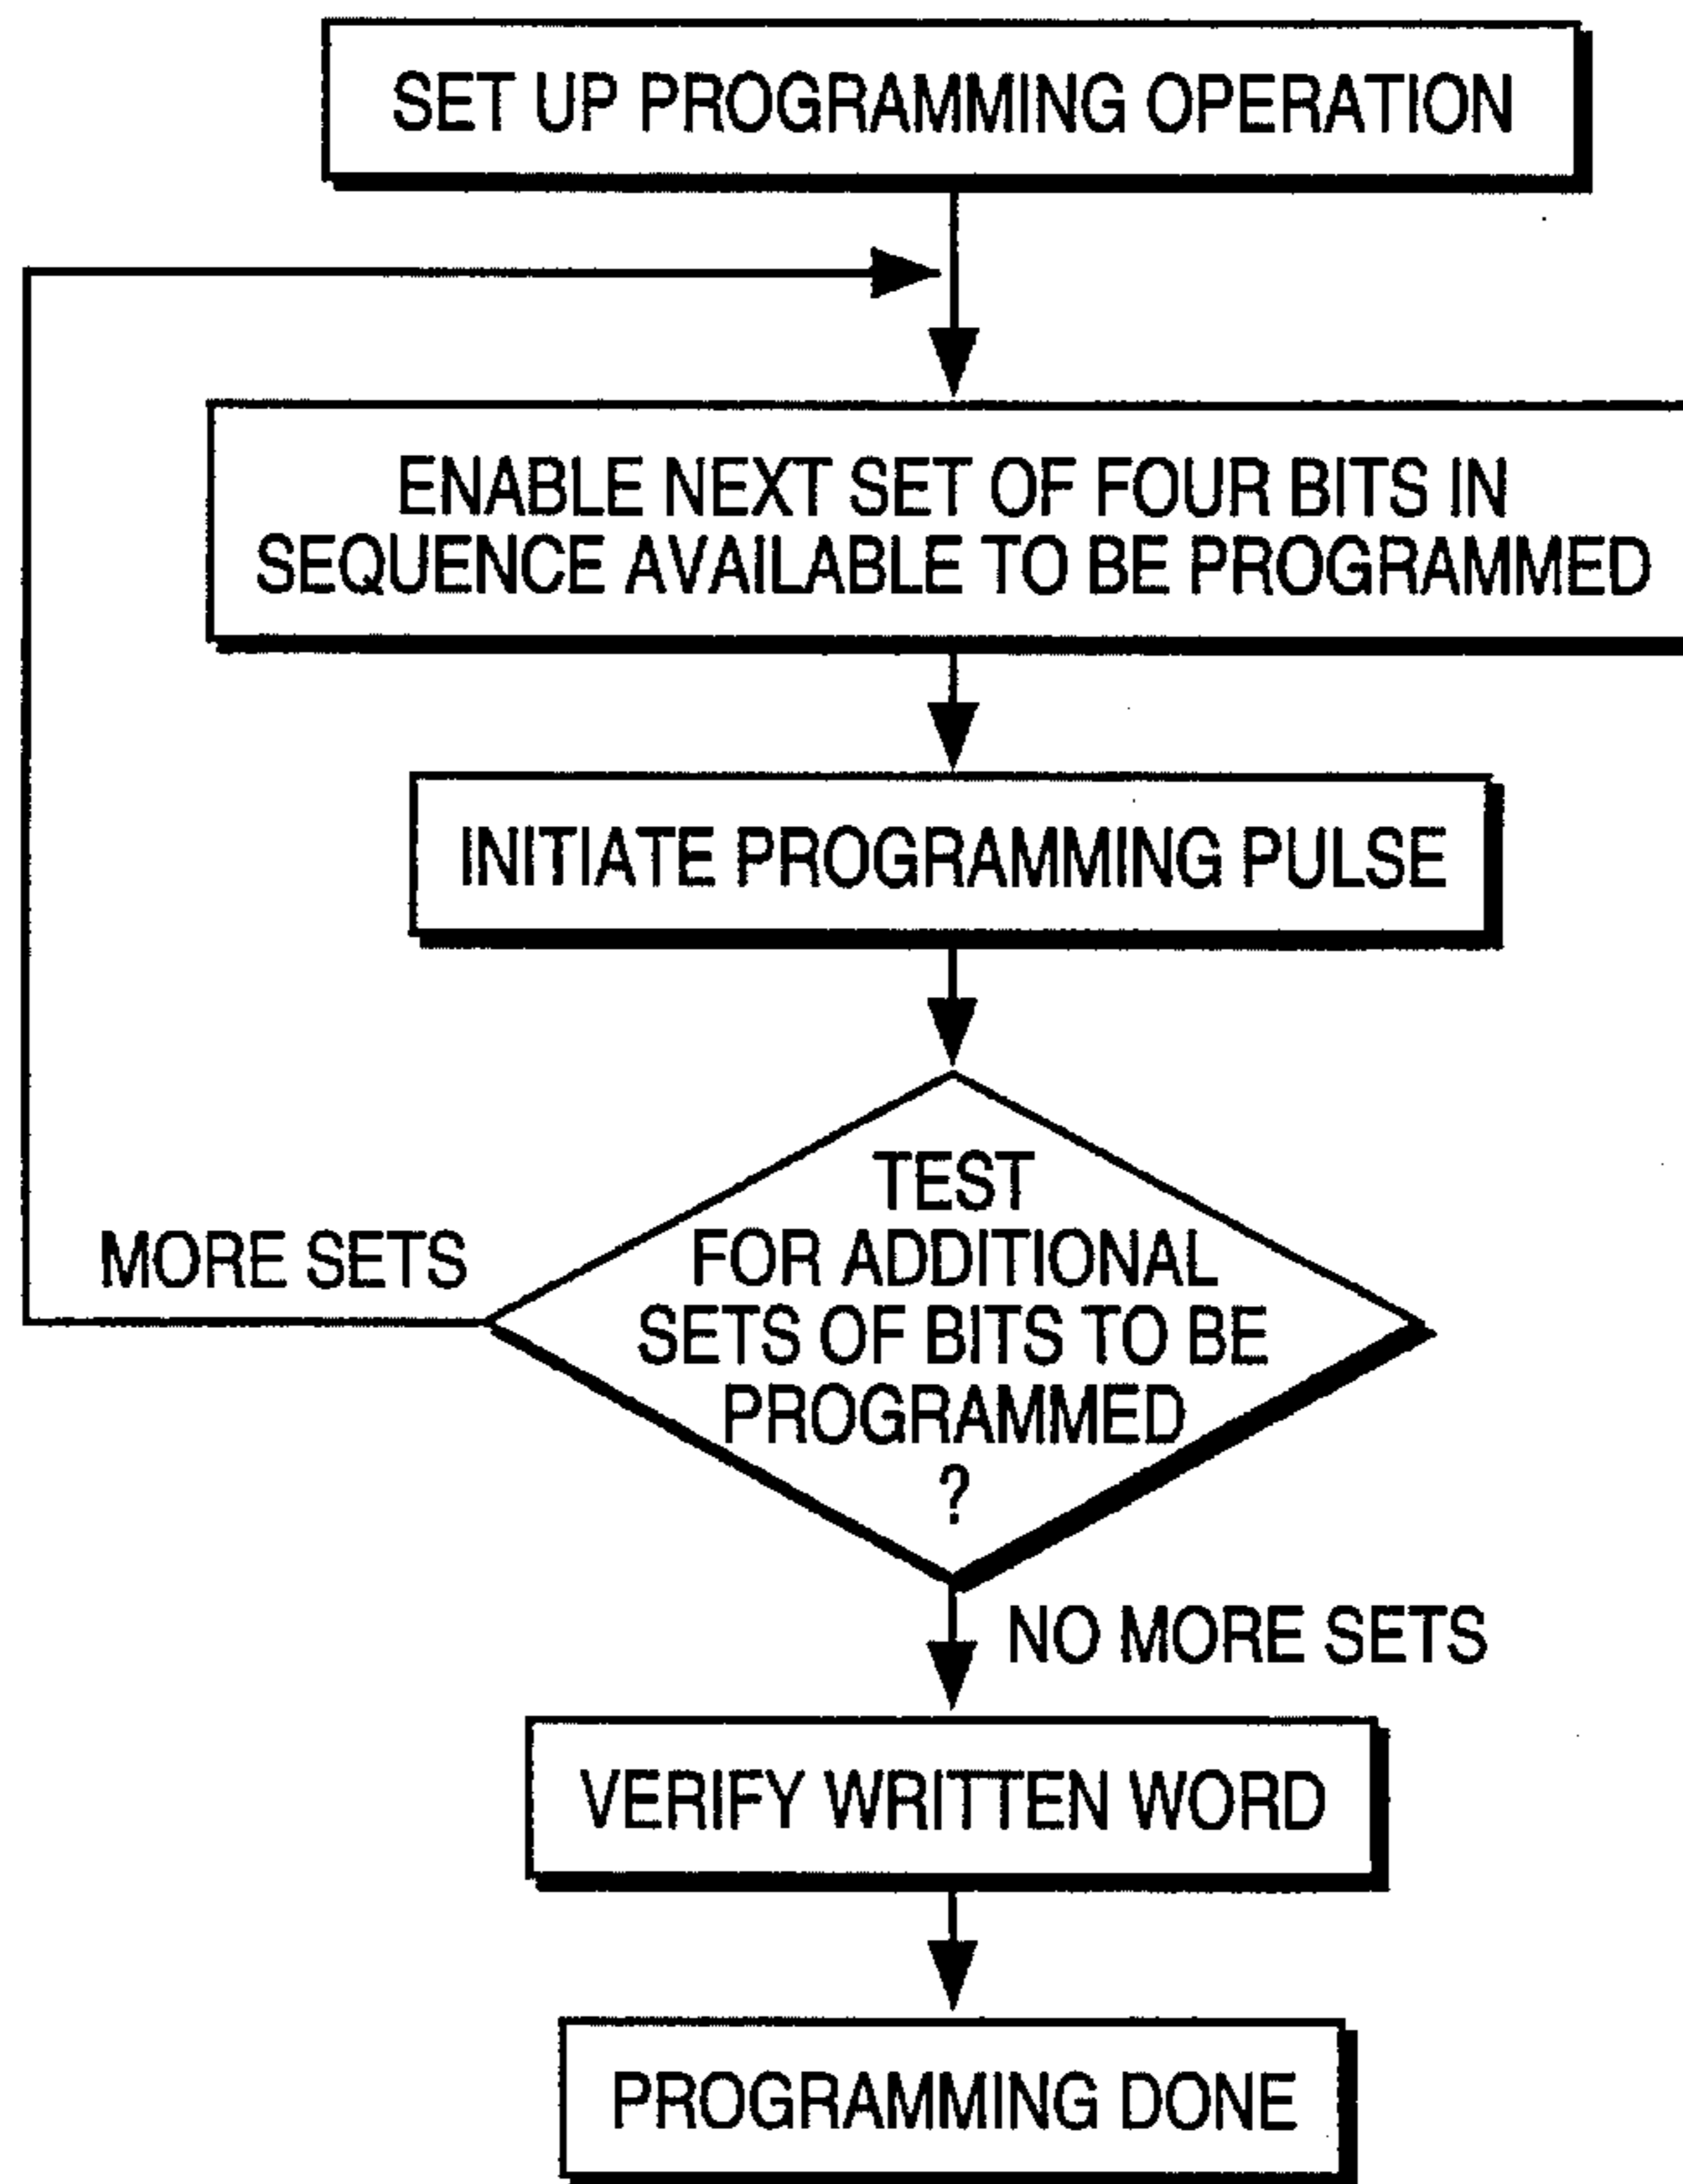 SET UP PROGRAMMING OPERATION
ENABLE NEXT SET OF FOUR BITS IN
SEQUENCE AVAILABLE TO BE PROGRAMMED
INITIATE PROGRAMMING PULSE
TEST
FOR ADDITIONAL
SETS OF BITS TO BE
PROGRAMMED
?
MORE SETS
NO MORE SETS
VERIFY WRITTEN WORD
PROGRAMMING DONE